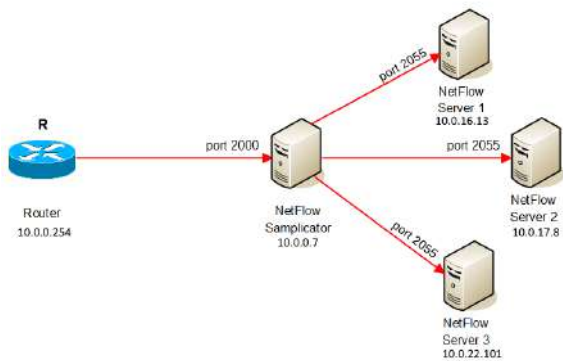 port 2055
NetFlow
Server 1
10.0.16.13
R
port 2000
port 2055
Router
10.0.0.254
NetFlow
Samplicator
10.0.0.7
NetFlow
Server 2
10.0.17.8
port 2055
NetFlow
Server 3
10.0.22.101